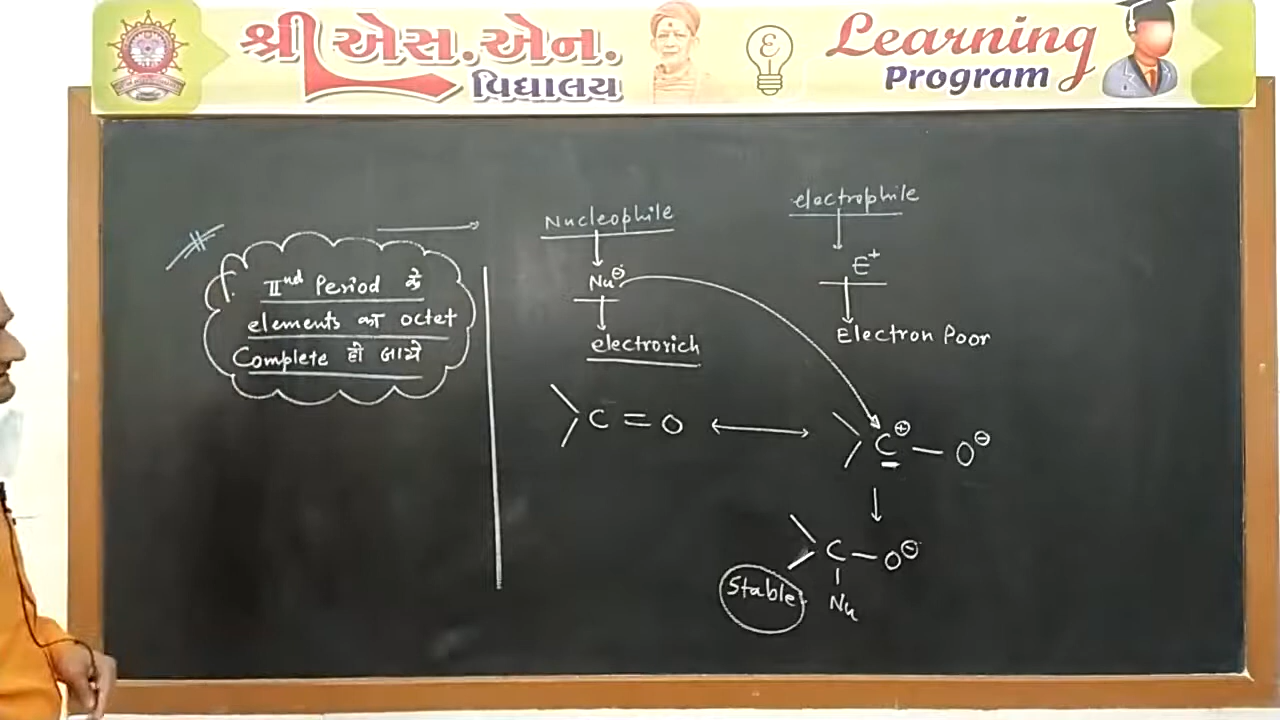 શ્રી એસ.એન.
વિદ્યાલય
Learning
Program
IInd Period के
elements का octet
Complete हो जाये
Nucleophile
Nu⊖
electrorich
electrophile
E+
Electron Poor
C = O ⟷ C⊕ — O⊖
C — O⊖
Nu
Stable